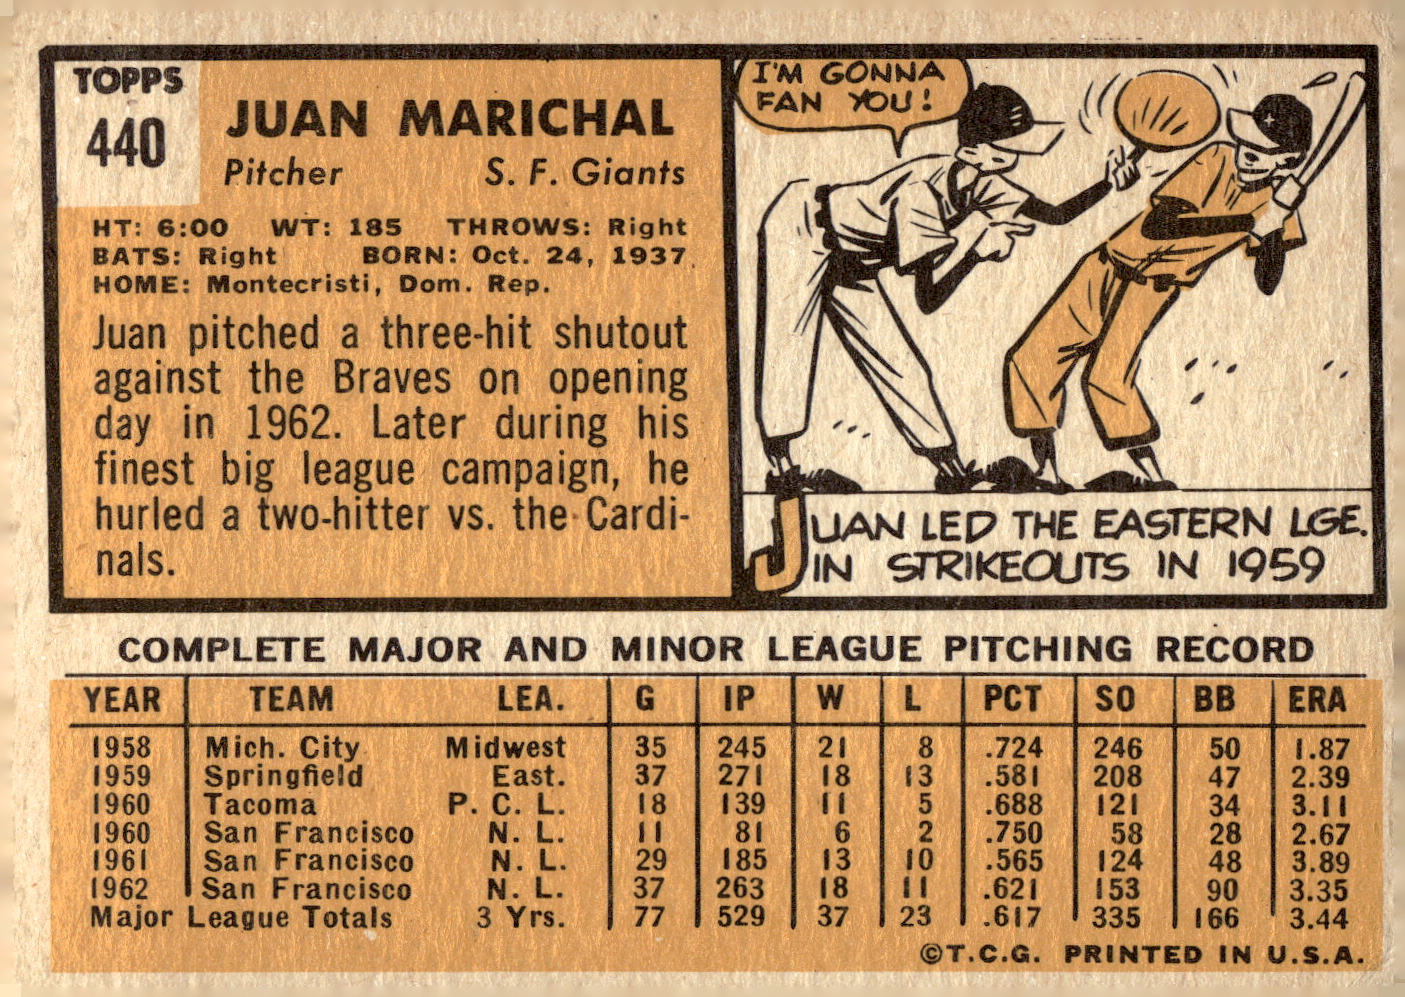 TOPPS
440
JUAN MARICHAL
Pitcher S. F. Giants
HT: 6:00 WT: 185 THROWS: Right
BATS: Right BORN: Oct. 24, 1937
HOME: Montecristi, Dom. Rep.
Juan pitched a three-hit shutout
against the Braves on opening
day in 1962. Later during his
finest big league campaign, he
hurled a two-hitter vs. the Cardi-
nals.
I'M GONNA
FAN YOU!
JUAN LED THE EASTERN LGE.
IN STRIKEOUTS IN 1959
COMPLETE MAJOR AND MINOR LEAGUE PITCHING RECORD
YEAR TEAM LEA. G IP W L PCT SO BB ERA
1958 Mich. City Midwest 35 245 21 8 .724 246 50 1.87
1959 Springfield East. 37 271 18 13 .581 208 47 2.39
1960 Tacoma P. C. L. 18 139 11 5 .688 121 34 3.11
1960 San Francisco N. L. 11 81 6 2 .750 58 28 2.67
1961 San Francisco N. L. 29 185 13 10 .565 124 48 3.89
1962 San Francisco N. L. 37 263 18 11 .621 153 90 3.35
Major League Totals 3 Yrs. 77 529 37 23 .617 335 166 3.44
©T.C.G. PRINTED IN U.S.A.